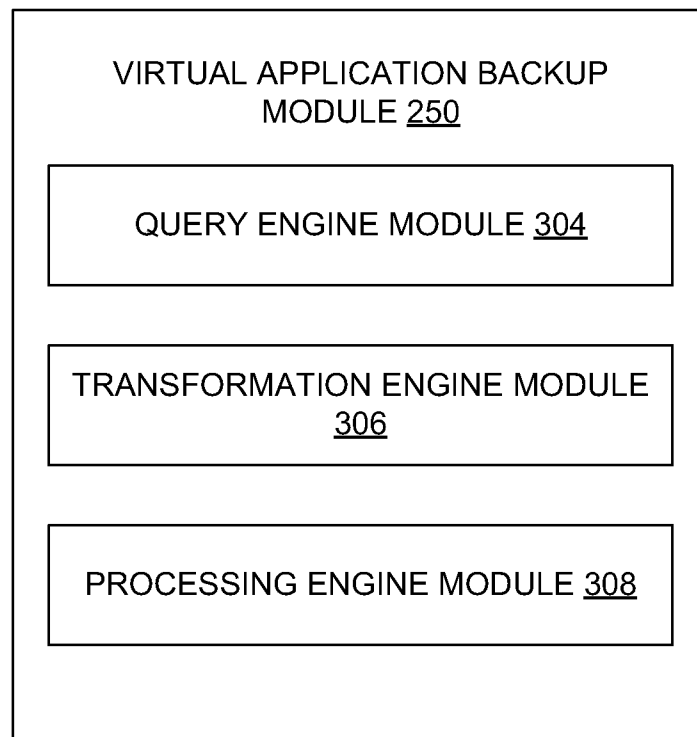 VIRTUAL APPLICATION BACKUP
MODULE 250
QUERY ENGINE MODULE 304
TRANSFORMATION ENGINE MODULE
306
PROCESSING ENGINE MODULE 308